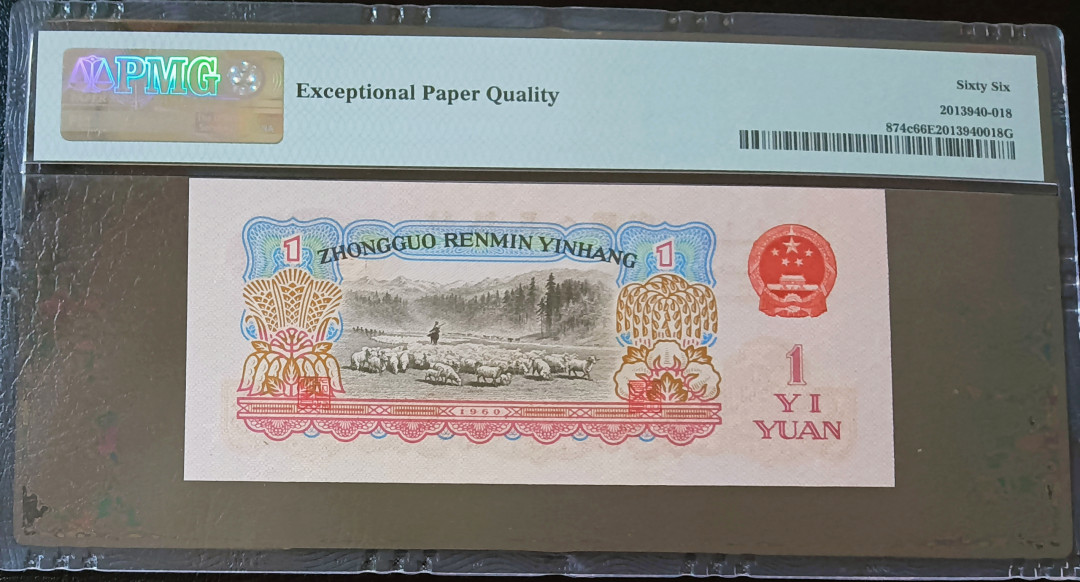 PMG
Exceptional Paper Quality
Sixty Six
2013940-018
874c66E2013940018G
1 ZHONGGUO RENMIN YINHANG 1
1960
1
YI
YUAN